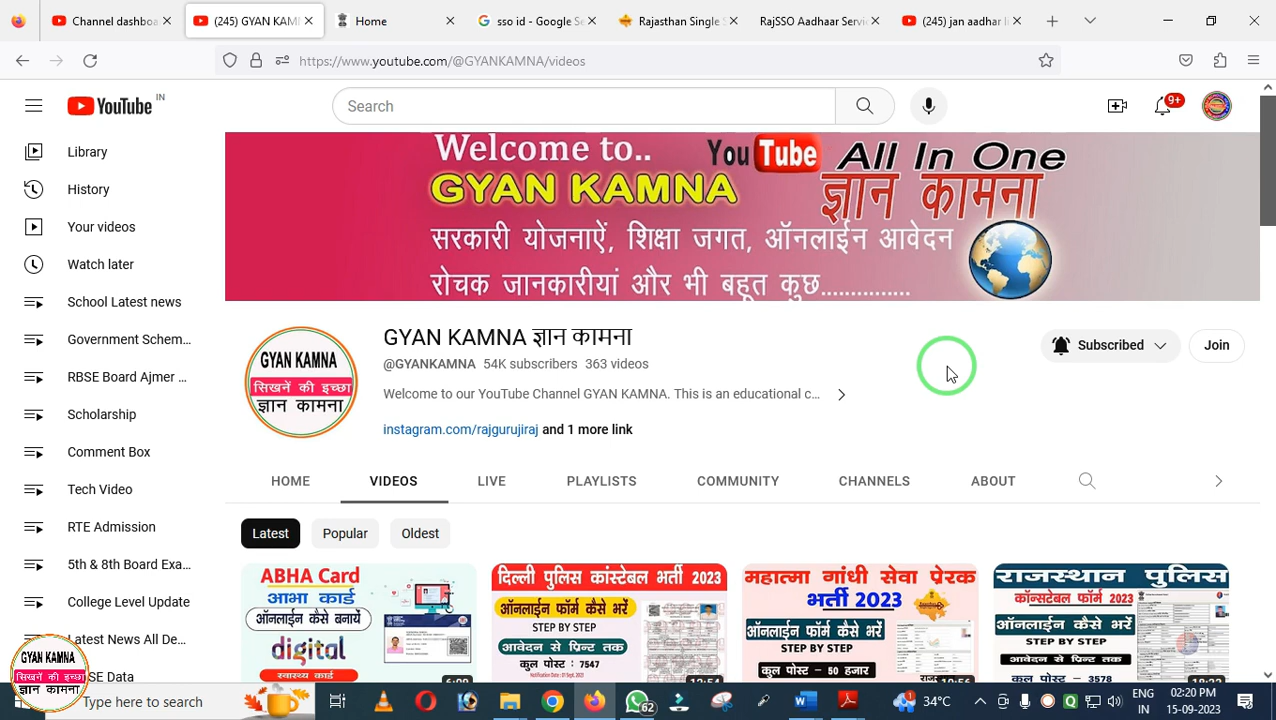 Channel dashboa
(245) GYAN KAM
Home
sso id - Google Se
Rajasthan Single S
RajSSO Aadhaar Servi
(245) jan aadhar l
https://www.youtube.com/@GYANKAMNA/videos
YouTube IN
Search
9+
Welcome to.. YouTube All In One
GYAN KAMNA ज्ञान कामना
सरकारी योजनाऐं, शिक्षा जगत, ऑनलाईन आवेदन
रोचक जानकारीयां और भी बहुत कुछ..............
Library
History
Your videos
Watch later
School Latest news
Government Schem...
RBSE Board Ajmer ...
Scholarship
Comment Box
Tech Video
RTE Admission
5th & 8th Board Exa...
College Level Update
Latest News All De...
SE Data
GYAN KAMNA
सिखनें की इच्छा
ज्ञान कामना
GYAN KAMNA ज्ञान कामना
@GYANKAMNA 54K subscribers 363 videos
Welcome to our YouTube Channel GYAN KAMNA. This is an educational c...
instagram.com/rajgurujiraj and 1 more link
Subscribed
Join
HOME VIDEOS LIVE PLAYLISTS COMMUNITY CHANNELS ABOUT
Latest Popular Oldest
ABHA Card
आभा कार्ड
ऑनलाईन कैसे बनायें
digital
स्वास्थ्य कार्ड
दिल्ली पुलिस कांस्टेबल भर्ती 2023
ऑनलाईन फॉर्म कैसे भरें
STEP BY STEP
आवेदन से प्रिन्ट तक
कुल पोस्ट : 7547
महात्मा गांधी सेवा प्रेरक
भर्ती 2023
ऑनलाईन फॉर्म कैसे भरें
STEP BY STEP
कुल पोस्ट – 50 हजार
राजस्थान पुलिस
कॉन्सटेबल फॉर्म 2023
ऑनलाईन फॉर्म कैसे भरें
STEP BY STEP
आवेदन से प्रिन्ट तक
कुल पोस्ट - 3578
GYAN KAMNA
सिखनें की इच्छा
ज्ञान कामना
Type here to search
62
34°C
ENG
IN
02:20 PM
15-09-2023